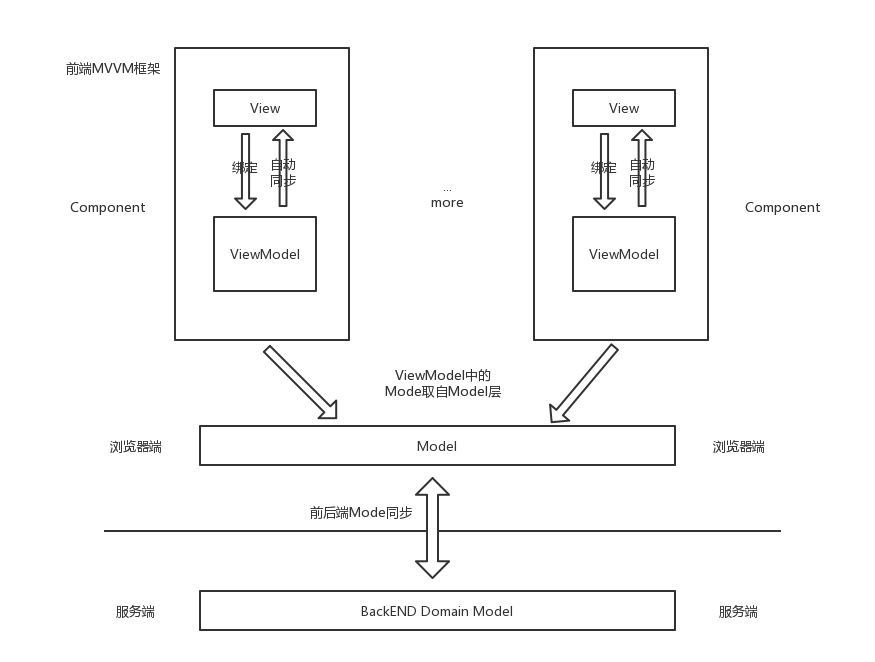 前端MVVM框架
View
View
绑定
自动
同步
绑定
自动
同步
Component
...
more
Component
ViewModel
ViewModel
ViewModel中的
Mode取自Model层
浏览器端
Model
浏览器端
前后端Mode同步
服务端
BackEND Domain Model
服务端